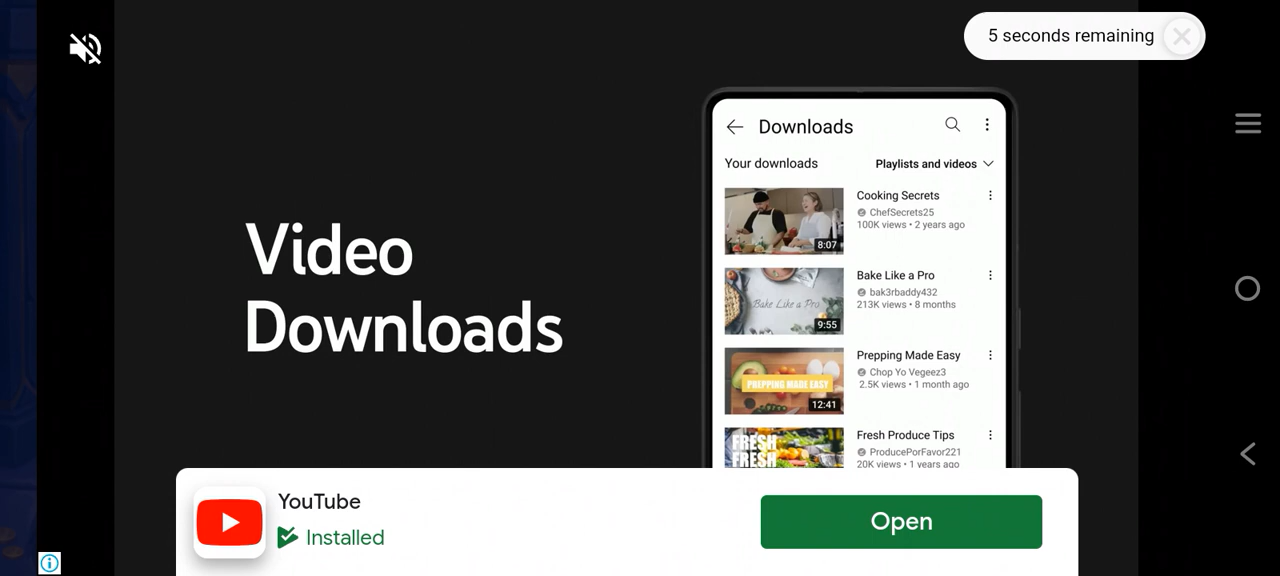 5 seconds remaining
Video
Downloads
Downloads
Your downloads
Playlists and videos
Cooking Secrets
ChefSecrets25
100K views • 2 years ago
8:07
Bake Like a Pro
bak3rbaddy432
213K views • 8 months
Bake Like a Pro
9:55
Prepping Made Easy
Chop Yo Vegeez3
2.5K views • 1 month ago
PREPPING MADE EASY
12:41
Fresh Produce Tips
ProducePorFavor221
20K views • 1 years ago
FRESH
FRESH
YouTube
Installed
Open